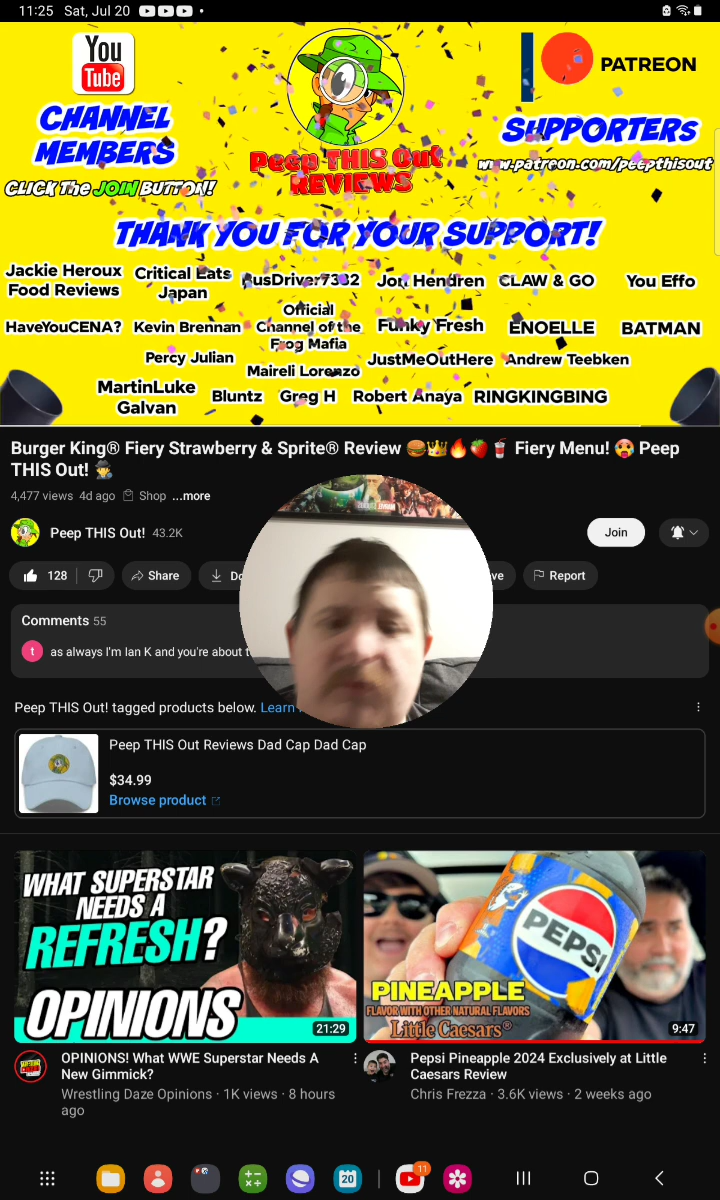 11:25 Sat, Jul 20
You
Tube
PATREON
CHANNEL
MEMBERS
SUPPORTERS
Peep THIS Out
REVIEWS
www.patreon.com/peepthisout
CLICK The JOIN BUTTON!
THANK YOU FOR YOUR SUPPORT!
Jackie Heroux
Food Reviews
Critical Eats
Japan
BusDriver7332
Jon Hendren
CLAW & GO
You Effo
HaveYouCENA?
Kevin Brennan
Official
Channel of the
Frog Mafia
Funky Fresh
ENOELLE
BATMAN
Percy Julian
Maireli Lorenzo
JustMeOutHere
Andrew Teebken
MartinLuke
Galvan
Bluntz
Greg H
Robert Anaya
RINGKINGBING
Burger King® Fiery Strawberry & Sprite® Review 🍔👑🔥🍓🥤 Fiery Menu! 🥵 Peep
THIS Out! 🕵️
4,477 views 4d ago Shop ...more
Peep THIS Out! 43.2K
Join
128
Share
Do
ve
Report
Comments 55
t
as always I'm Ian K and you're about t
Peep THIS Out! tagged products below. Learn
Peep THIS Out Reviews Dad Cap Dad Cap
$34.99
Browse product
WHAT SUPERSTAR
NEEDS A
REFRESH?
OPINIONS
21:29
PEPSI
PINEAPPLE
FLAVOR WITH OTHER NATURAL FLAVORS
Little Caesars®
9:47
OPINIONS! What WWE Superstar Needs A
New Gimmick?
Wrestling Daze Opinions · 1K views · 8 hours
ago
Pepsi Pineapple 2024 Exclusively at Little
Caesars Review
Chris Frezza · 3.6K views · 2 weeks ago
20
11